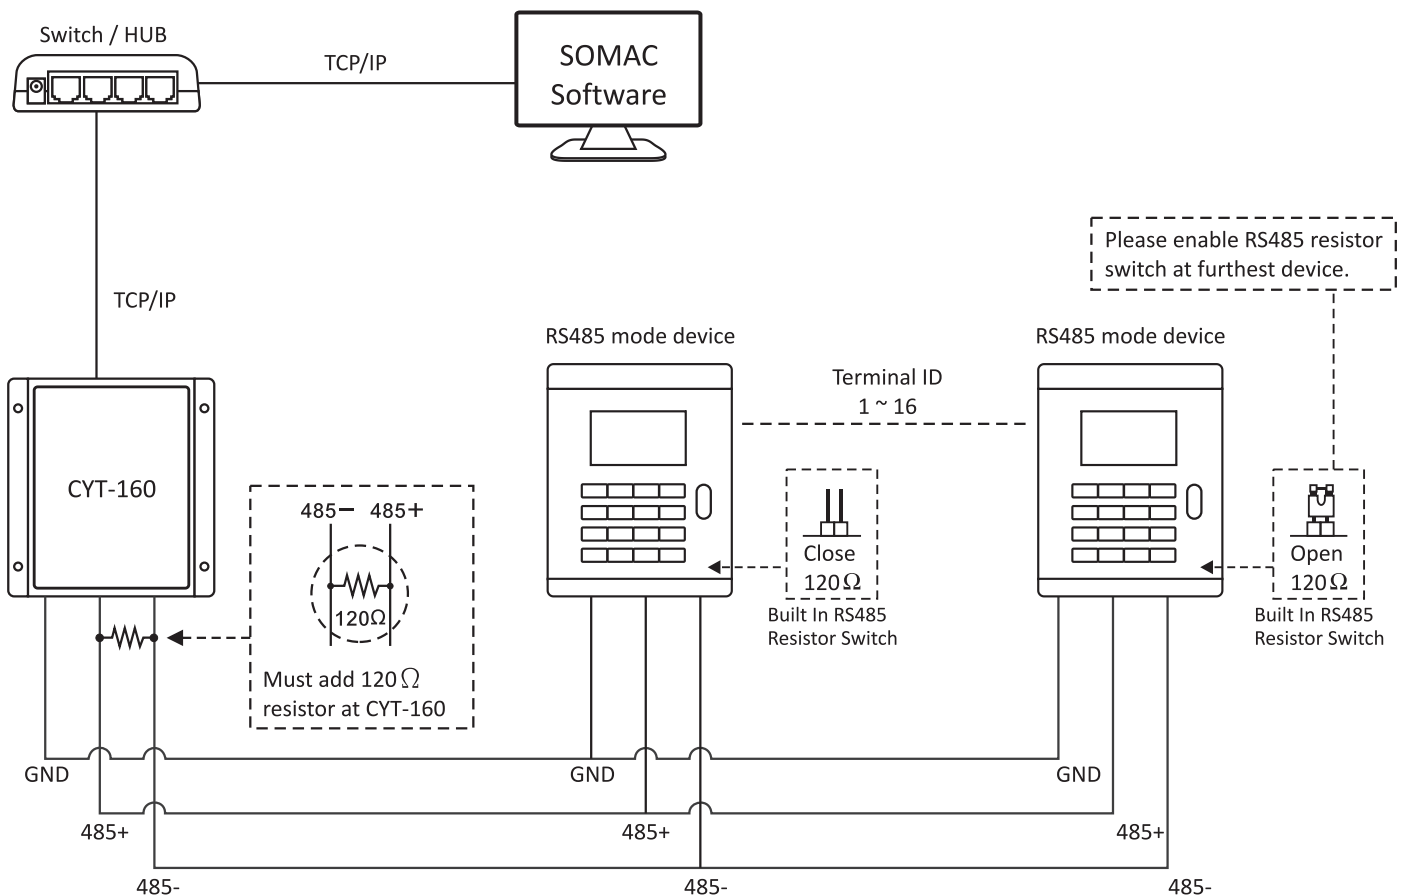 Switch / HUB
TCP/IP
SOMAC
Software
Please enable RS485 resistor
switch at furthest device.
TCP/IP
RS485 mode device
RS485 mode device
Terminal ID
1 ~ 16
CYT-160
485− 485+
120Ω
Must add 120Ω
resistor at CYT-160
Close
120Ω
Built In RS485
Resistor Switch
Open
120Ω
Built In RS485
Resistor Switch
GND
GND
GND
485+
485+
485+
485-
485-
485-